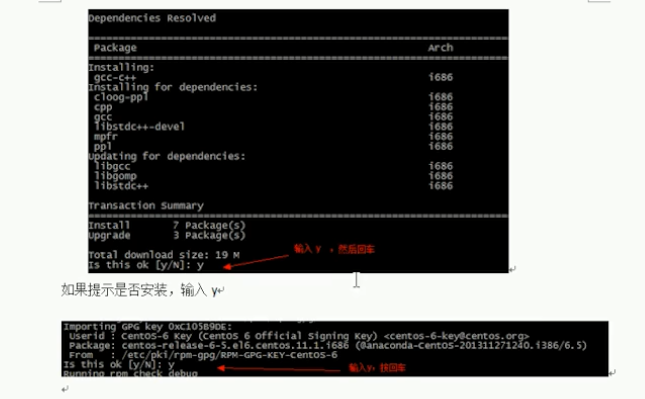 Dependencies Resolved
Package Arch
Installing:
gcc-c++ i686
Installing for dependencies:
cloog-ppl i686
cpp i686
gcc i686
libstdc++-devel i686
mpfr i686
ppl i686
Updating for dependencies:
libgcc i686
libgomp i686
libstdc++ i686
Transaction Summary
Install 7 Package(s)
Upgrade 3 Package(s)
Total download size: 19 M
Is this ok [y/N]: y
输入 y ，然后回车
如果提示是否安装，输入 y
Importing GPG key 0xC105B9DE:
Userid : CentOS-6 Key (CentOS 6 Official Signing Key) <centos-6-key@centos.org>
Package: centos-release-6-5.el6.centos.11.1.i686 (@anaconda-CentOS-201311271240.i386/6.5)
From : /etc/pki/rpm-gpg/RPM-GPG-KEY-CentOS-6
Is this ok [y/N]: y
输入y，按回车
Running rpm_check_debug